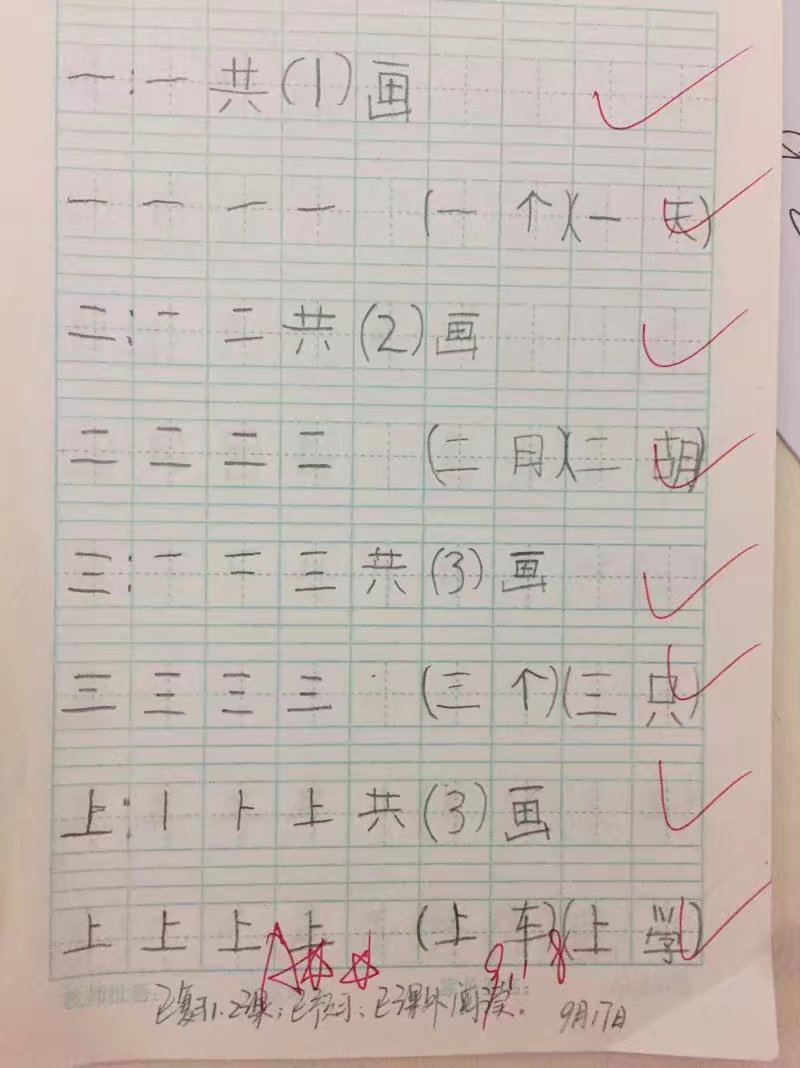 一:一共(1)画
一 一 一 一 (一个)(一天)
二:一 二共(2)画
二 二 二 二 (二月)(二胡)
三:一 二 三共(3)画
三 三 三 三 (三个)(三只)
上:丨 ⺊ 上共(3)画
上 上 上 上 (上车)(上学)
A☆☆ 9.18
教师批语:
已复习1.2课;已预习;已课外阅读。 9月17日